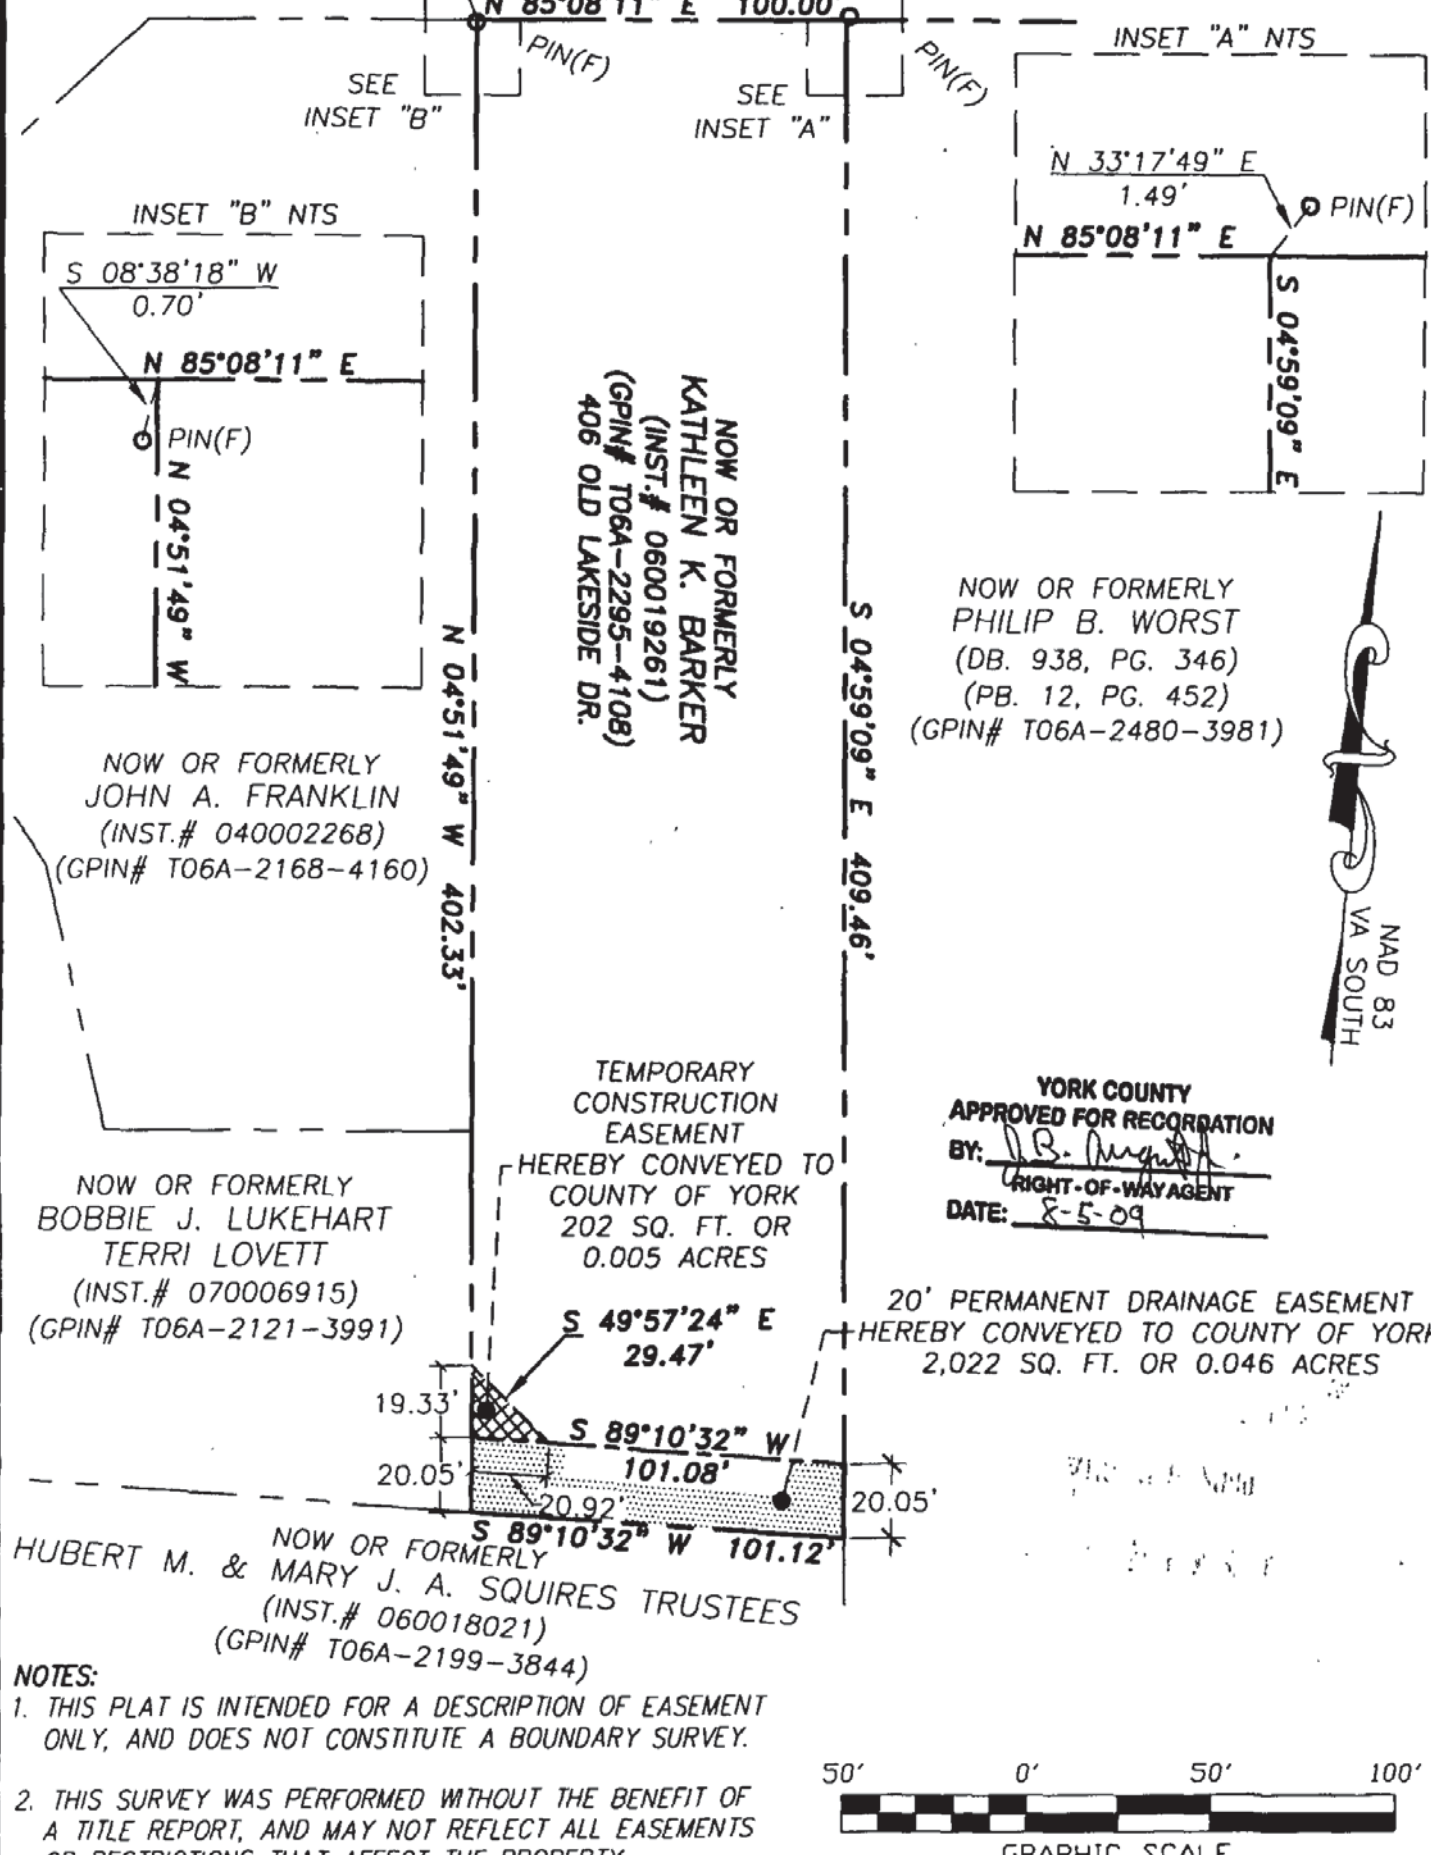 N 85°08'11" E 100.00'
PIN(F)
SEE
INSET "B"
PIN(F)
SEE
INSET "A"
INSET "A" NTS
N 33°17'49" E
1.49'
PIN(F)
N 85°08'11" E
S 04°59'09" E
INSET "B" NTS
S 08°38'18" W
0.70'
N 85°08'11" E
PIN(F)
N 04°51'49" W
NOW OR FORMERLY
KATHLEEN K. BARKER
(INST.# 060019261)
(GPIN# T06A-2295-4108)
406 OLD LAKESIDE DR.
N 04°51'49" W 402.33'
S 04°59'09" E 409.46'
NOW OR FORMERLY
PHILIP B. WORST
(DB. 938, PG. 346)
(PB. 12, PG. 452)
(GPIN# T06A-2480-3981)
NAD 83
VA SOUTH
NOW OR FORMERLY
JOHN A. FRANKLIN
(INST.# 040002268)
(GPIN# T06A-2168-4160)
TEMPORARY
CONSTRUCTION
EASEMENT
HEREBY CONVEYED TO
COUNTY OF YORK
202 SQ. FT. OR
0.005 ACRES
YORK COUNTY
APPROVED FOR RECORDATION
BY:
RIGHT-OF-WAY AGENT
DATE: 8-5-09
NOW OR FORMERLY
BOBBIE J. LUKEHART
TERRI LOVETT
(INST.# 070006915)
(GPIN# T06A-2121-3991)
20' PERMANENT DRAINAGE EASEMENT
HEREBY CONVEYED TO COUNTY OF YORK
2,022 SQ. FT. OR 0.046 ACRES
S 49°57'24" E
29.47'
19.33'
S 89°10'32" W
101.08'
20.05'
20.92'
20.05'
S 89°10'32" W 101.12'
NOW OR FORMERLY
HUBERT M. & MARY J. A. SQUIRES TRUSTEES
(INST.# 060018021)
(GPIN# T06A-2199-3844)
NOTES:
1. THIS PLAT IS INTENDED FOR A DESCRIPTION OF EASEMENT
ONLY, AND DOES NOT CONSTITUTE A BOUNDARY SURVEY.
2. THIS SURVEY WAS PERFORMED WITHOUT THE BENEFIT OF
A TITLE REPORT, AND MAY NOT REFLECT ALL EASEMENTS
OR RESTRICTIONS THAT AFFECT THE PROPERTY.
50' 0' 50' 100'
GRAPHIC SCALE